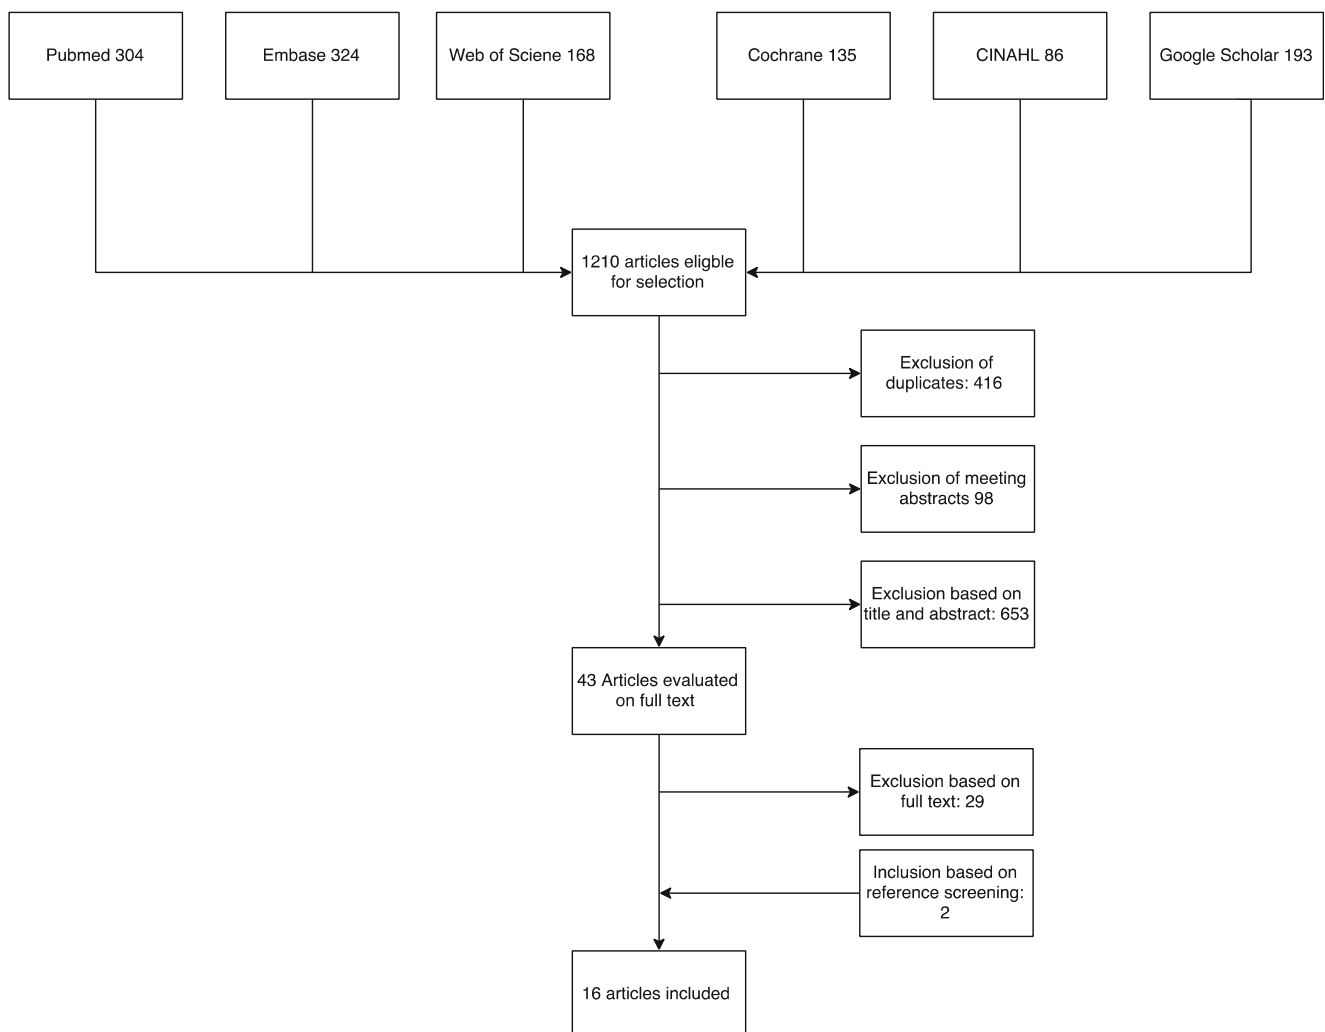 Pubmed 304
Embase 324
Web of Sciene 168
Cochrane 135
CINAHL 86
Google Scholar 193
1210 articles eligble
for selection
Exclusion of
duplicates: 416
Exclusion of meeting
abstracts 98
Exclusion based on
title and abstract: 653
43 Articles evaluated
on full text
Exclusion based on
full text: 29
Inclusion based on
reference screening:
2
16 articles included